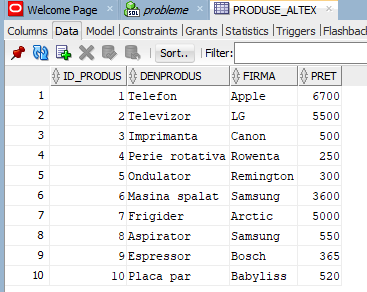 Welcome Page probleme PRODUSE_ALTEX
Columns Data Model Constraints Grants Statistics Triggers Flashback
Sort.. Filter:
ID_PRODUS DENPRODUS FIRMA PRET
1 1 Telefon Apple 6700
2 2 Televizor LG 5500
3 3 Imprimanta Canon 500
4 4 Perie rotativa Rowenta 250
5 5 Ondulator Remington 300
6 6 Masina spalat Samsung 3600
7 7 Frigider Arctic 5000
8 8 Aspirator Samsung 550
9 9 Espressor Bosch 365
10 10 Placa par Babyliss 520